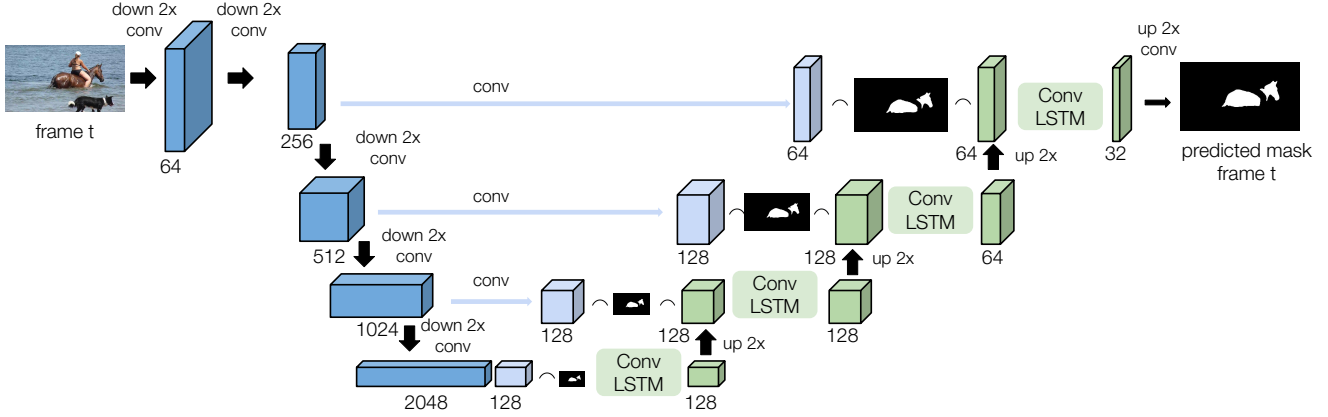 down 2x
conv
down 2x
conv
frame t
64
256
down 2x
conv
conv
64
64
Conv
LSTM
32
up 2x
conv
predicted mask
frame t
up 2x
512
down 2x
conv
conv
128
128
Conv
LSTM
64
up 2x
1024
down 2x
conv
conv
128
128
Conv
LSTM
128
up 2x
2048
128
Conv
LSTM
128